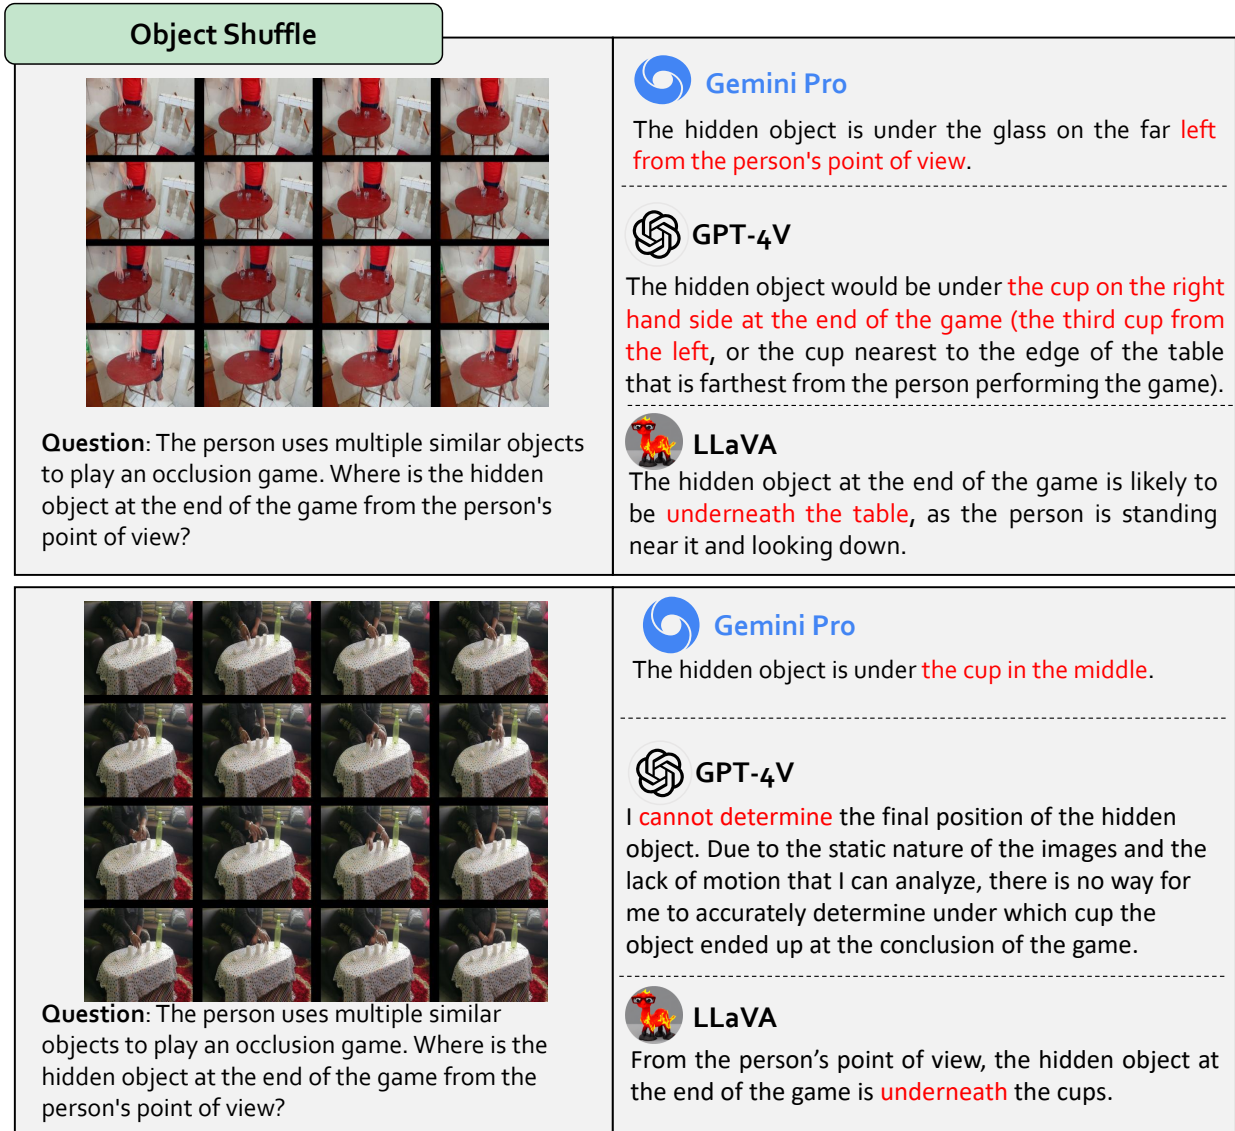 Object Shuffle
Question: The person uses multiple similar objects
to play an occlusion game. Where is the hidden
object at the end of the game from the person's
point of view?
Gemini Pro
The hidden object is under the glass on the far left
from the person's point of view.
GPT-4V
The hidden object would be under the cup on the right
hand side at the end of the game (the third cup from
the left, or the cup nearest to the edge of the table
that is farthest from the person performing the game).
LLaVA
The hidden object at the end of the game is likely to
be underneath the table, as the person is standing
near it and looking down.
Question: The person uses multiple similar
objects to play an occlusion game. Where is the
hidden object at the end of the game from the
person's point of view?
Gemini Pro
The hidden object is under the cup in the middle.
GPT-4V
I cannot determine the final position of the hidden
object. Due to the static nature of the images and the
lack of motion that I can analyze, there is no way for
me to accurately determine under which cup the
object ended up at the conclusion of the game.
LLaVA
From the person’s point of view, the hidden object at
the end of the game is underneath the cups.